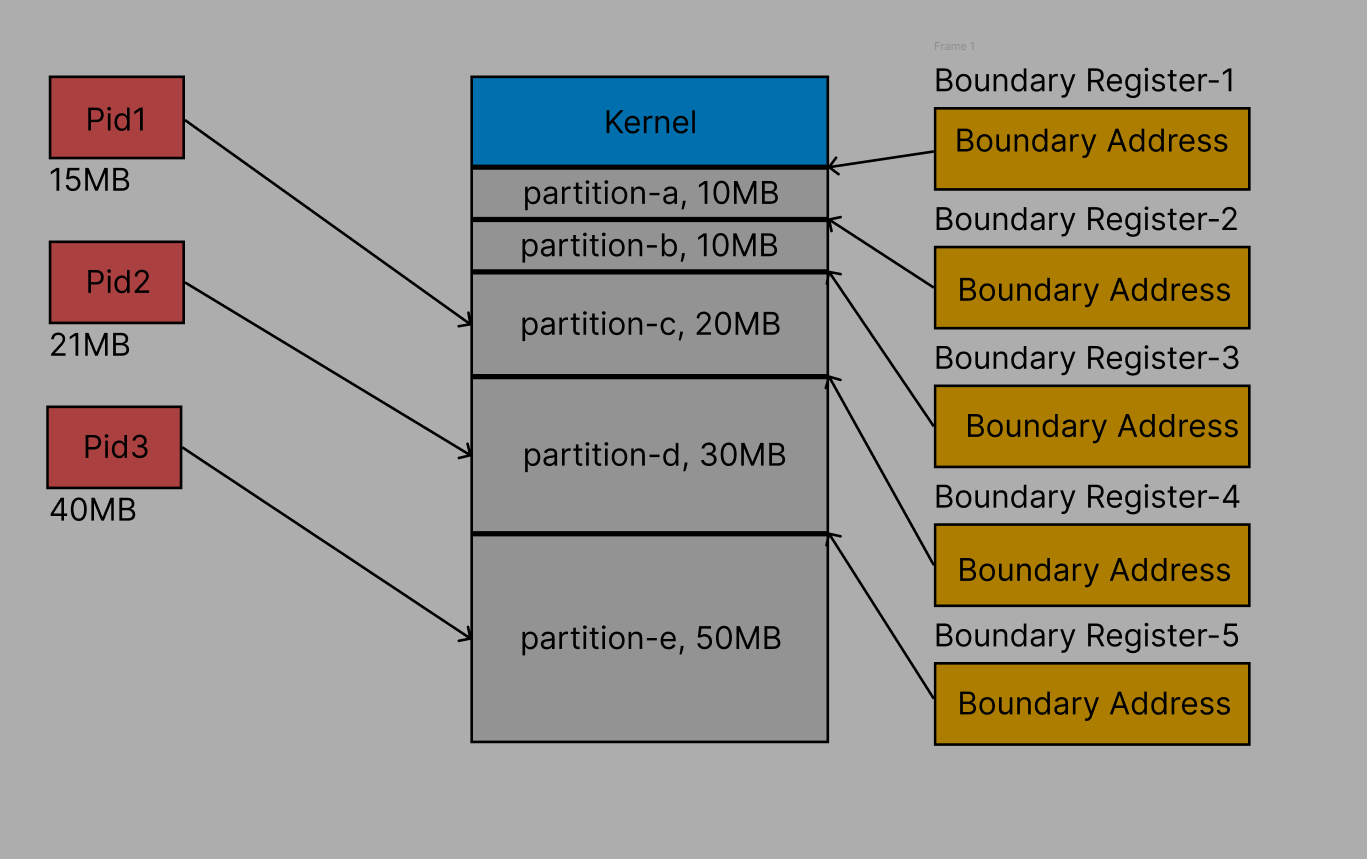 Frame 1
Pid1
15MB
Pid2
21MB
Pid3
40MB
Kernel
partition-a, 10MB
partition-b, 10MB
partition-c, 20MB
partition-d, 30MB
partition-e, 50MB
Boundary Register-1
Boundary Address
Boundary Register-2
Boundary Address
Boundary Register-3
Boundary Address
Boundary Register-4
Boundary Address
Boundary Register-5
Boundary Address